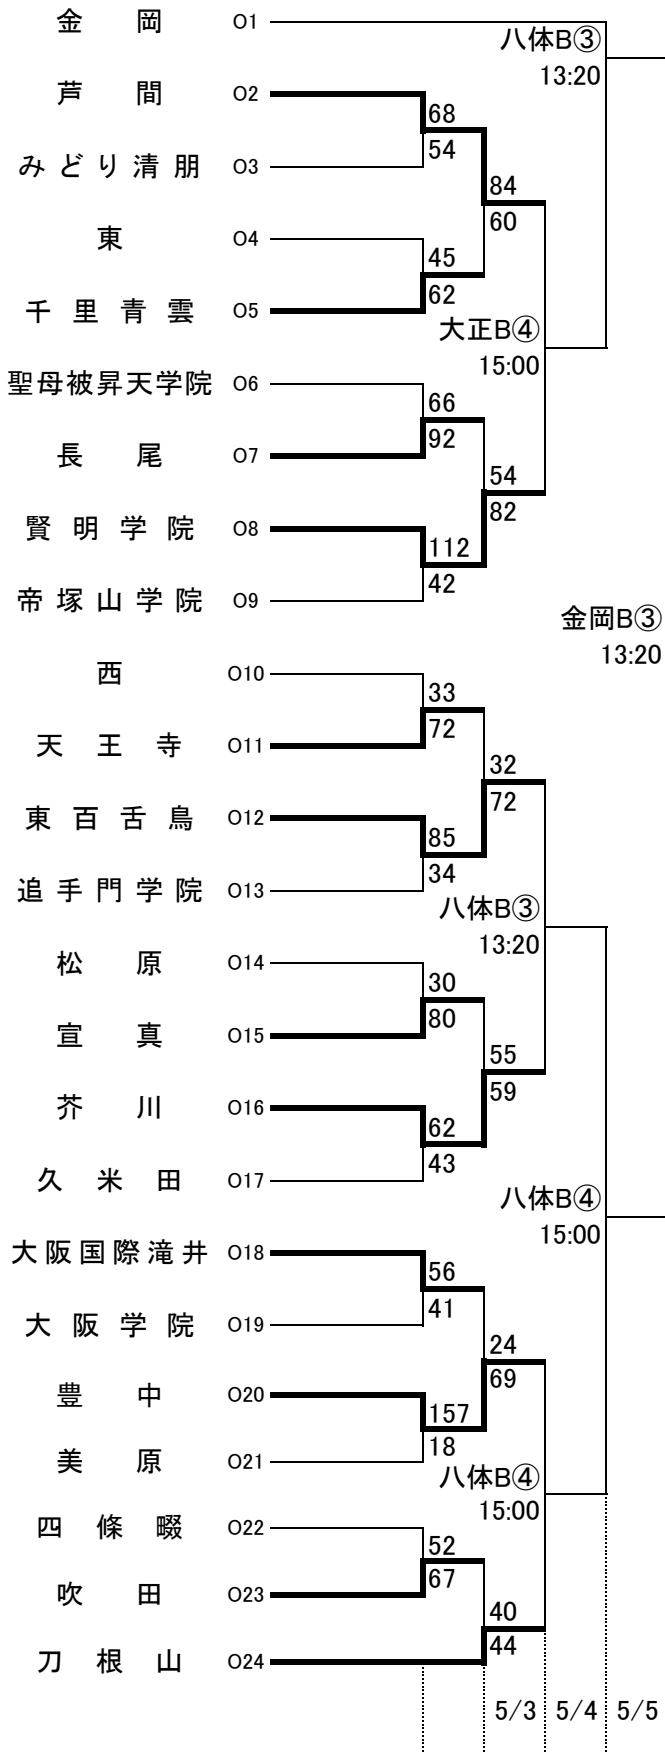 金岡 O1
八体B③
13:20
芦間 O2
68
54
みどり清朋 O3
84
60
東 O4
45
62
千里青雲 O5
大正B④
15:00
聖母被昇天学院 O6
66
92
長尾 O7
54
82
賢明学院 O8
112
42
帝塚山学院 O9
金岡B③
13:20
西 O10
33
72
天王寺 O11
32
72
東百舌鳥 O12
85
34
追手門学院 O13
八体B③
13:20
松原 O14
30
80
宣真 O15
55
59
芥川 O16
62
43
久米田 O17
八体B④
15:00
大阪国際滝井 O18
56
41
大阪学院 O19
24
69
豊中 O20
157
18
美原 O21
八体B④
15:00
四條畷 O22
52
67
吹田 O23
40
44
刀根山 O24
5/3 5/4 5/5